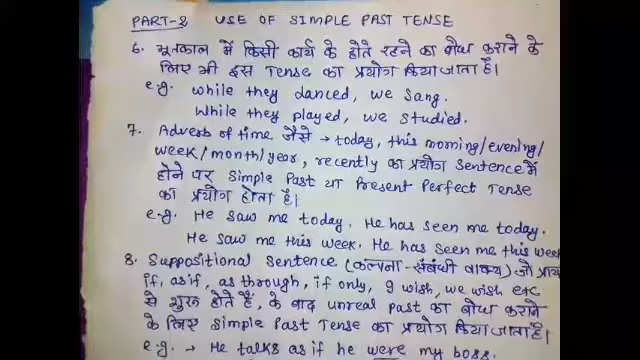 PART-2 USE OF SIMPLE PAST TENSE
6. भूतकाल में किसी कार्य के होते रहने का बोध कराने के
लिए भी इस Tense का प्रयोग किया जाता है।
e.g. While they danced, we sang.
While they played, we studied.
7. Adverb of time जैसे → today, this morning/evening/
week/month/year, recently का प्रयोग sentence में
होने पर Simple Past या Present Perfect Tense
का प्रयोग होता है।
e.g. He saw me today. He has seen me today.
He saw me this week. He has seen me this week
8. Suppositional Sentence (कल्पना-संबंधी वाक्य) जो
If, as if, as through, if only, I wish, we wish etc
से शुरू होते हैं, के बाद unreal past का बोध कराने
के लिए Simple Past Tense का प्रयोग किया जाता है।
e.g. → He talks as if he were my boss.